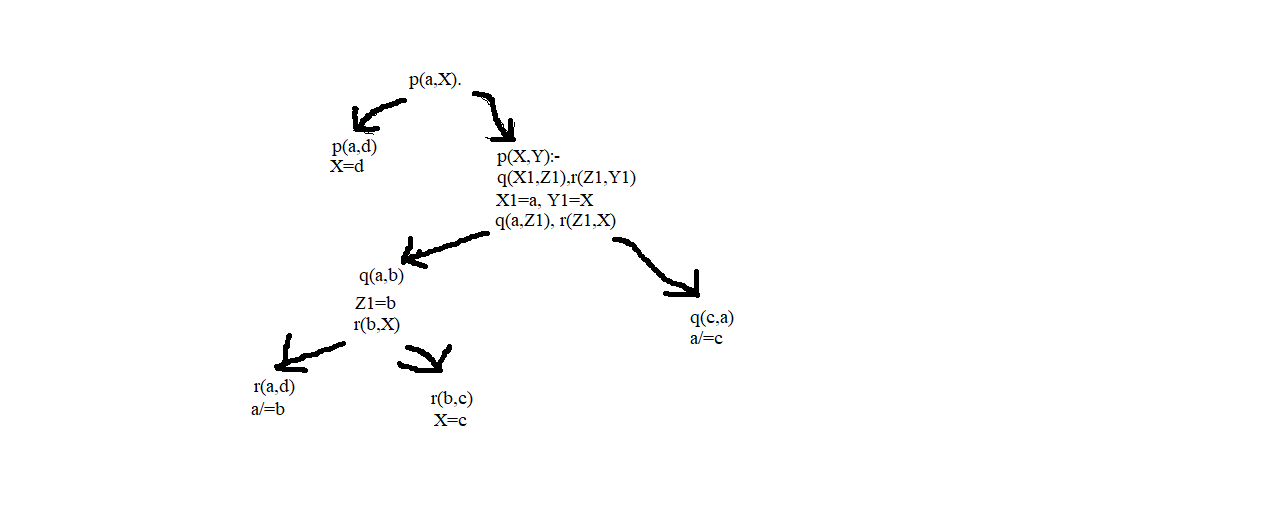 p(a,X).
p(a,d)
X=d
p(X,Y):-
q(X1,Z1),r(Z1,Y1)
X1=a, Y1=X
q(a,Z1), r(Z1,X)
q(a,b)
Z1=b
r(b,X)
q(c,a)
a/=c
r(a,d)
a/=b
r(b,c)
X=c